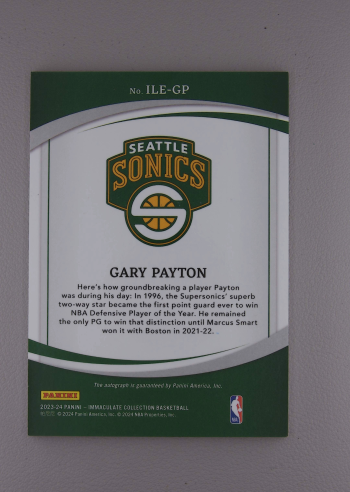 No. ILE-GP
SEATTLE
SONICS
GARY PAYTON
Here's how groundbreaking a player Payton
was during his day: In 1996, the Supersonics' superb
two-way star became the first point guard ever to win
NBA Defensive Player of the Year. He remained
the only PG to win that distinction until Marcus Smart
won it with Boston in 2021-22.
The autograph is guaranteed by Panini America, Inc.
PANINI
2023-24 PANINI – IMMACULATE COLLECTION BASKETBALL
© 2024 Panini America, Inc. © 2024 NBA Properties, Inc.
NBA